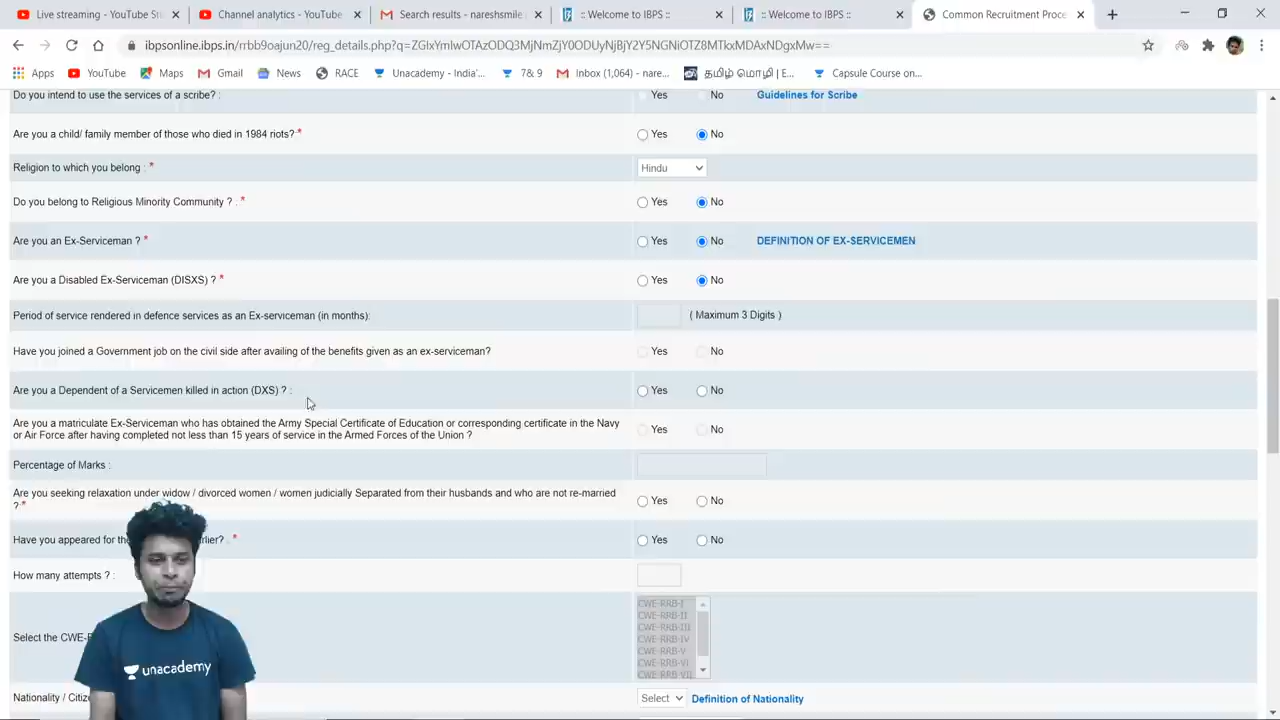 Live streaming - YouTube St
Channel analytics - YouTube
Search results - nareshsmile
:: Welcome to IBPS ::
:: Welcome to IBPS ::
Common Recruitment Proce
ibpsonline.ibps.in/rrbb9oajun20/reg_details.php?q=ZGIxYmIwOTAzODQ3MjNmZjY0ODUyNjBjY2Y5NGNiOTZ8MTkxMDAxNDgxMw==
Apps YouTube Maps Gmail News RACE Unacademy - India'... 7& 9 Inbox (1,064) - nare... தமிழ் மொழி | E... Capsule Course on...
Do you intend to use the services of a scribe?: Yes No Guidelines for Scribe
Are you a child/ family member of those who died in 1984 riots?* Yes No
Religion to which you belong : * Hindu
Do you belong to Religious Minority Community ? . * Yes No
Are you an Ex-Serviceman ? * Yes No DEFINITION OF EX-SERVICEMEN
Are you a Disabled Ex-Serviceman (DISXS) ? * Yes No
Period of service rendered in defence services as an Ex-serviceman (in months): ( Maximum 3 Digits )
Have you joined a Government job on the civil side after availing of the benefits given as an ex-serviceman? Yes No
Are you a Dependent of a Servicemen killed in action (DXS) ? : Yes No
Are you a matriculate Ex-Serviceman who has obtained the Army Special Certificate of Education or corresponding certificate in the Navy
or Air Force after having completed not less than 15 years of service in the Armed Forces of the Union ? Yes No
Percentage of Marks :
Are you seeking relaxation under widow / divorced women / women judicially Separated from their husbands and who are not re-married
?:* Yes No
Have you appeared for the rlier? . * Yes No
How many attempts ? :
CWE-RRB-I
CWE-RRB-II
CWE-RRB-III
Select the CWE-R CWE-RRB-IV
CWE-RRB-V
CWE-RRB-VI
CWE-RRB-VII
unacademy
Nationality / Citize Select Definition of Nationality